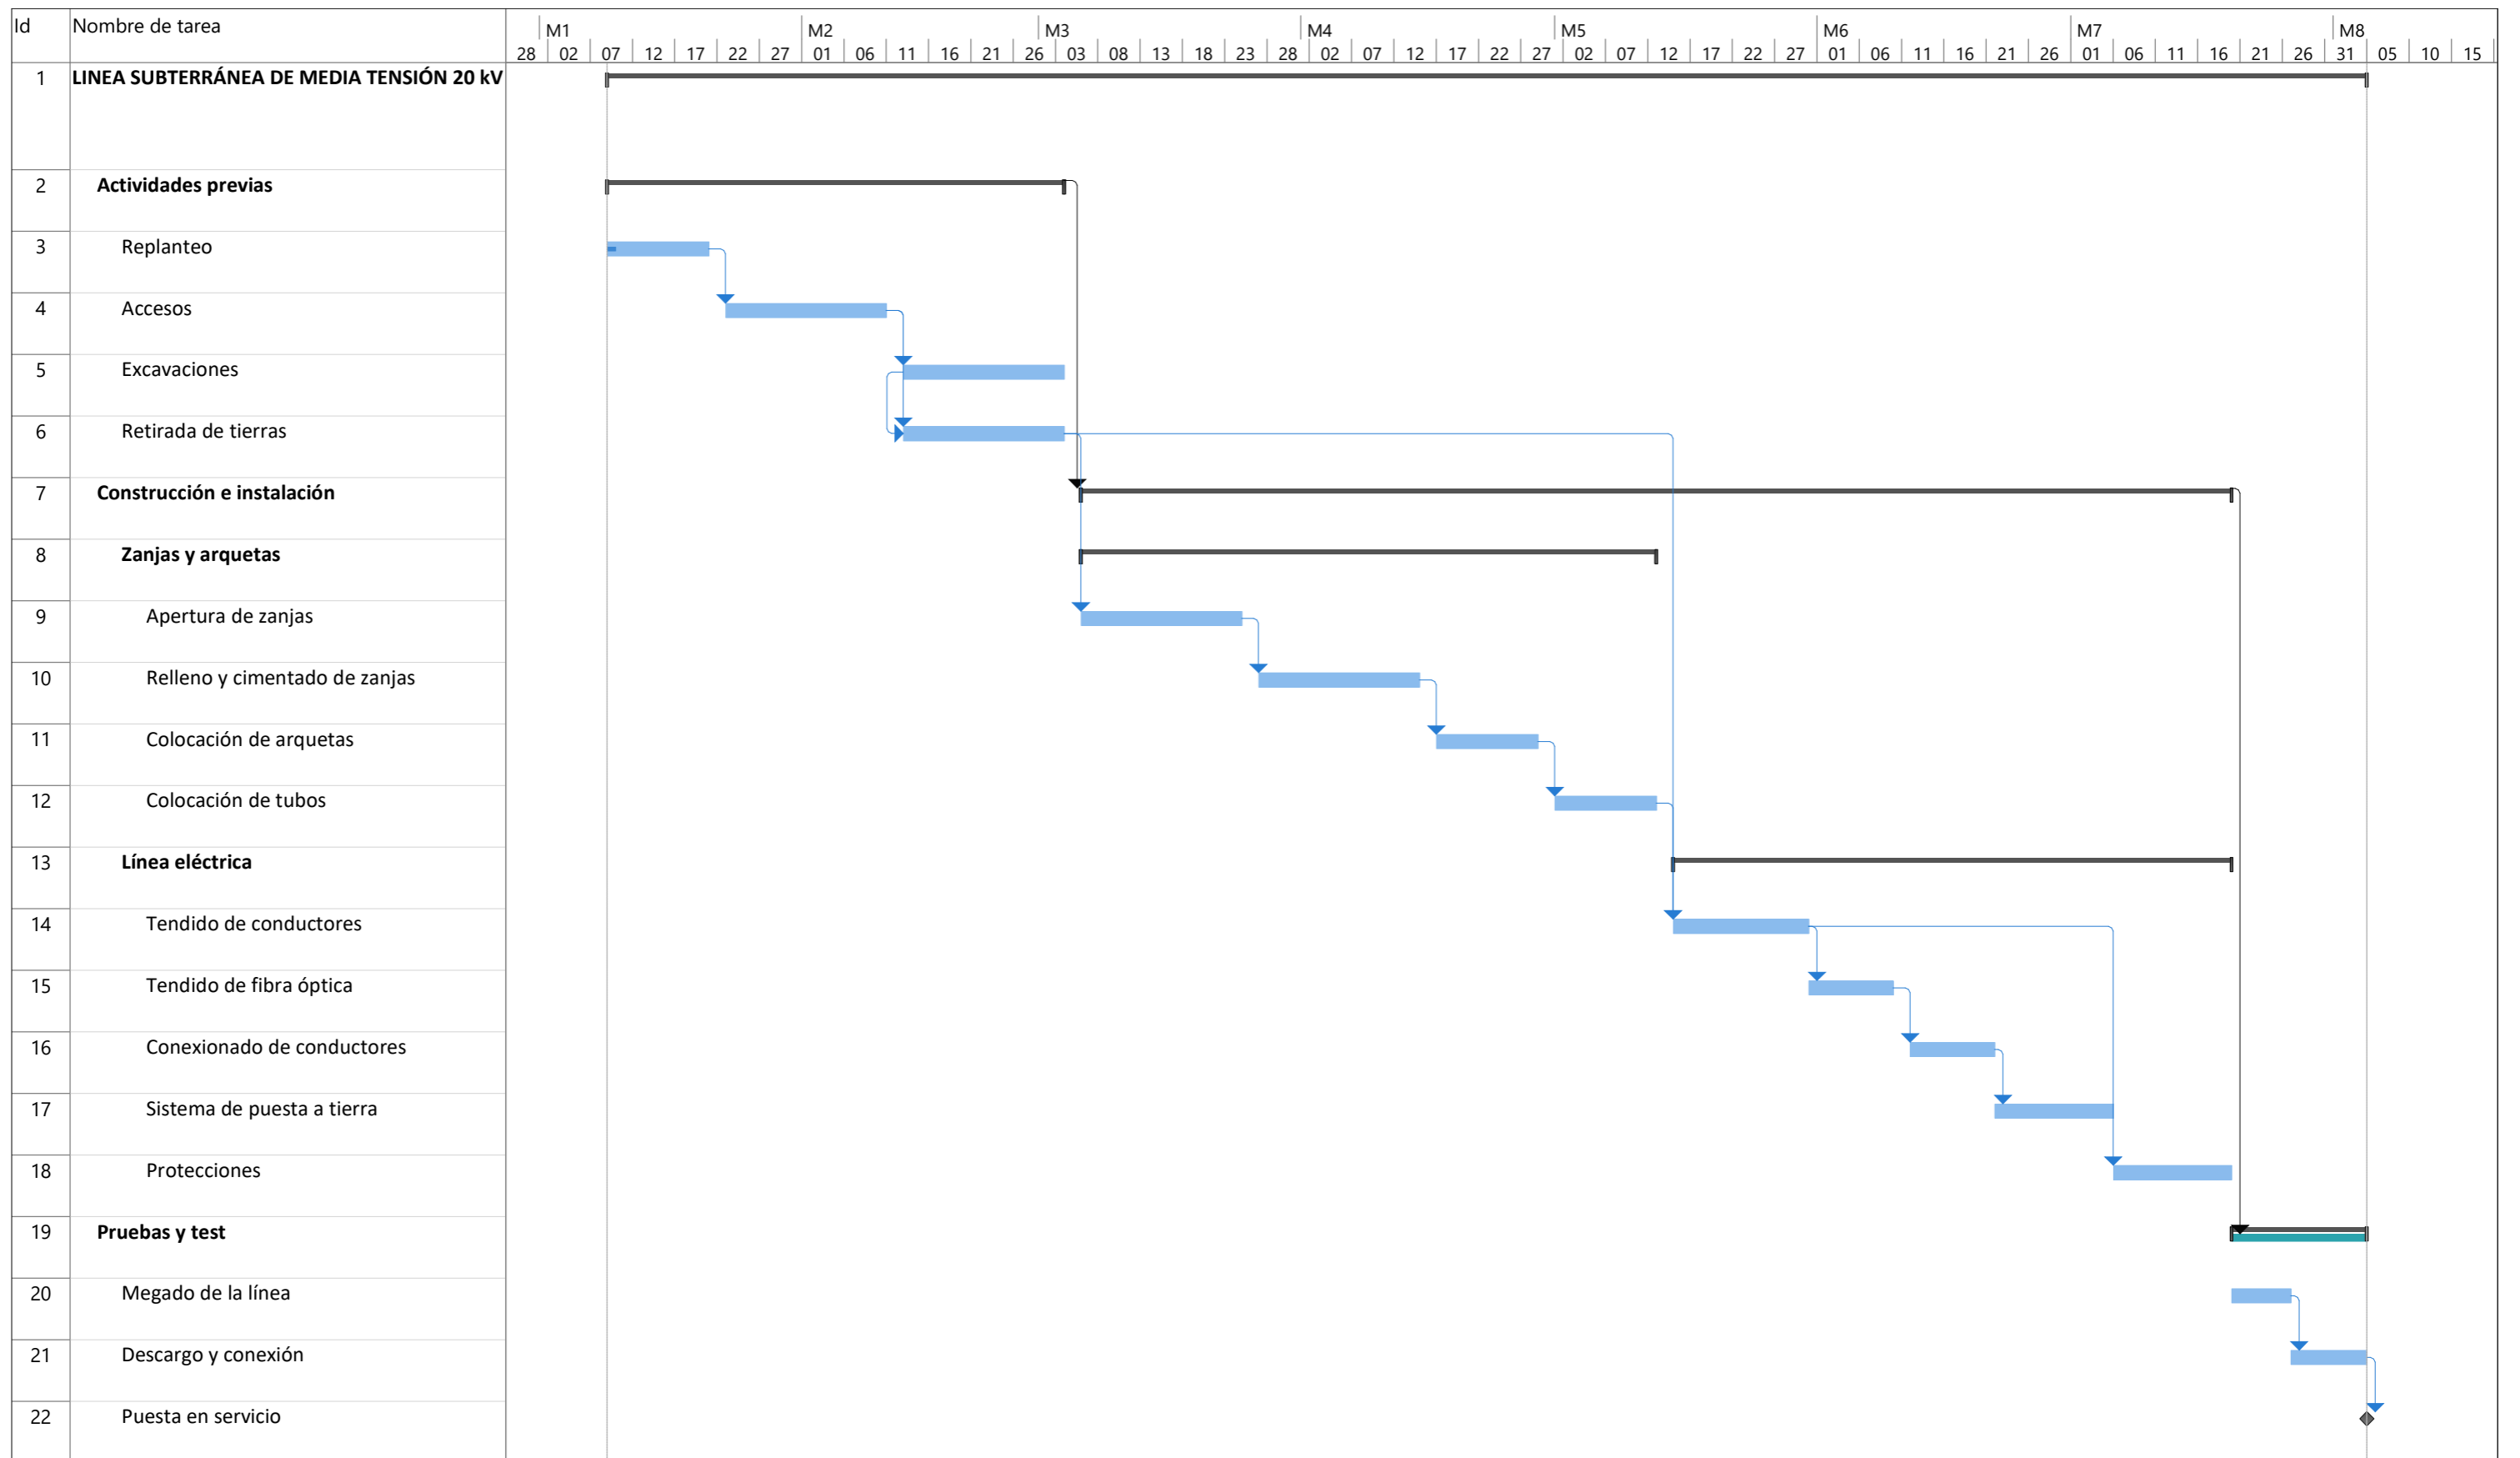 Id Nombre de tarea M1 M2 M3 M4 M5 M6 M7 M8
28 02 07 12 17 22 27 01 06 11 16 21 26 03 08 13 18 23 28 02 07 12 17 22 27 02 07 12 17 22 27 01 06 11 16 21 26 01 06 11 16 21 26 31 05 10 15
1 LINEA SUBTERRÁNEA DE MEDIA TENSIÓN 20 kV
2 Actividades previas
3 Replanteo
4 Accesos
5 Excavaciones
6 Retirada de tierras
7 Construcción e instalación
8 Zanjas y arquetas
9 Apertura de zanjas
10 Relleno y cimentado de zanjas
11 Colocación de arquetas
12 Colocación de tubos
13 Línea eléctrica
14 Tendido de conductores
15 Tendido de fibra óptica
16 Conexionado de conductores
17 Sistema de puesta a tierra
18 Protecciones
19 Pruebas y test
20 Megado de la línea
21 Descargo y conexión
22 Puesta en servicio